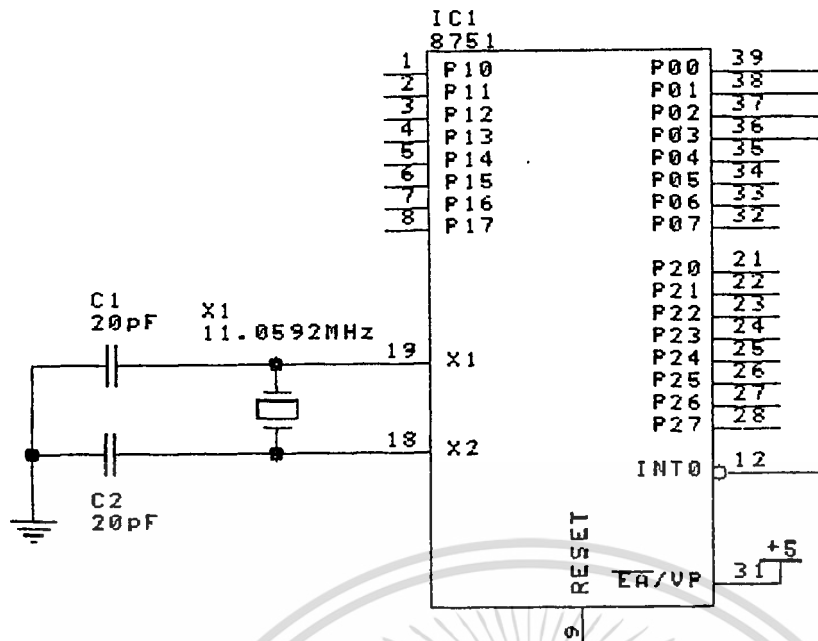 IC1
8751
1 P10 P00 39
2 P11 P01 38
3 P12 P02 37
4 P13 P03 36
5 P14 P04 35
6 P15 P05 34
7 P16 P06 33
8 P17 P07 32
P20 21
P21 22
P22 23
P23 24
P24 25
P25 26
P26 27
P27 28
C1
20pF
X1
11.0592MHz
19 X1
18 X2
C2
20pF
INT0 12
RESET
9
EA/VP 31
+5